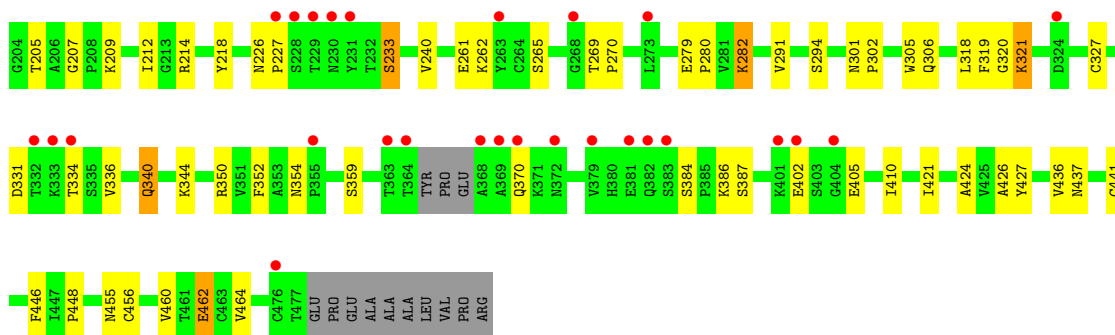 G204 T205 A206 G207 P208 K209 I212 G213 R214 Y218 N226 P227 S228 T229 N230 Y231 T232 S233 V240 E261 K262 Y263 C264 S265 G268 T269 P270 L273 E279 P280 V281 K282 V291 S294 N301 P302 W305 Q306 L318 F319 G320 K321 D324 C327
D331 T332 K333 T334 S335 V336 Q340 K344 R350 V351 F352 A353 N354 P355 S359 T363 T364 TYR PRO GLU A368 A369 Q370 K371 N372 V379 H380 E381 Q382 S383 S384 P385 K386 S387 K401 E402 S403 G404 E405 I410 I421 A424 V425 A426 Y427 V436 N437 C441
F446 I447 P448 N455 C456 V460 T461 E462 C463 V464 C476 T477 GLU PRO GLU ALA ALA ALA LEU VAL PRO ARG